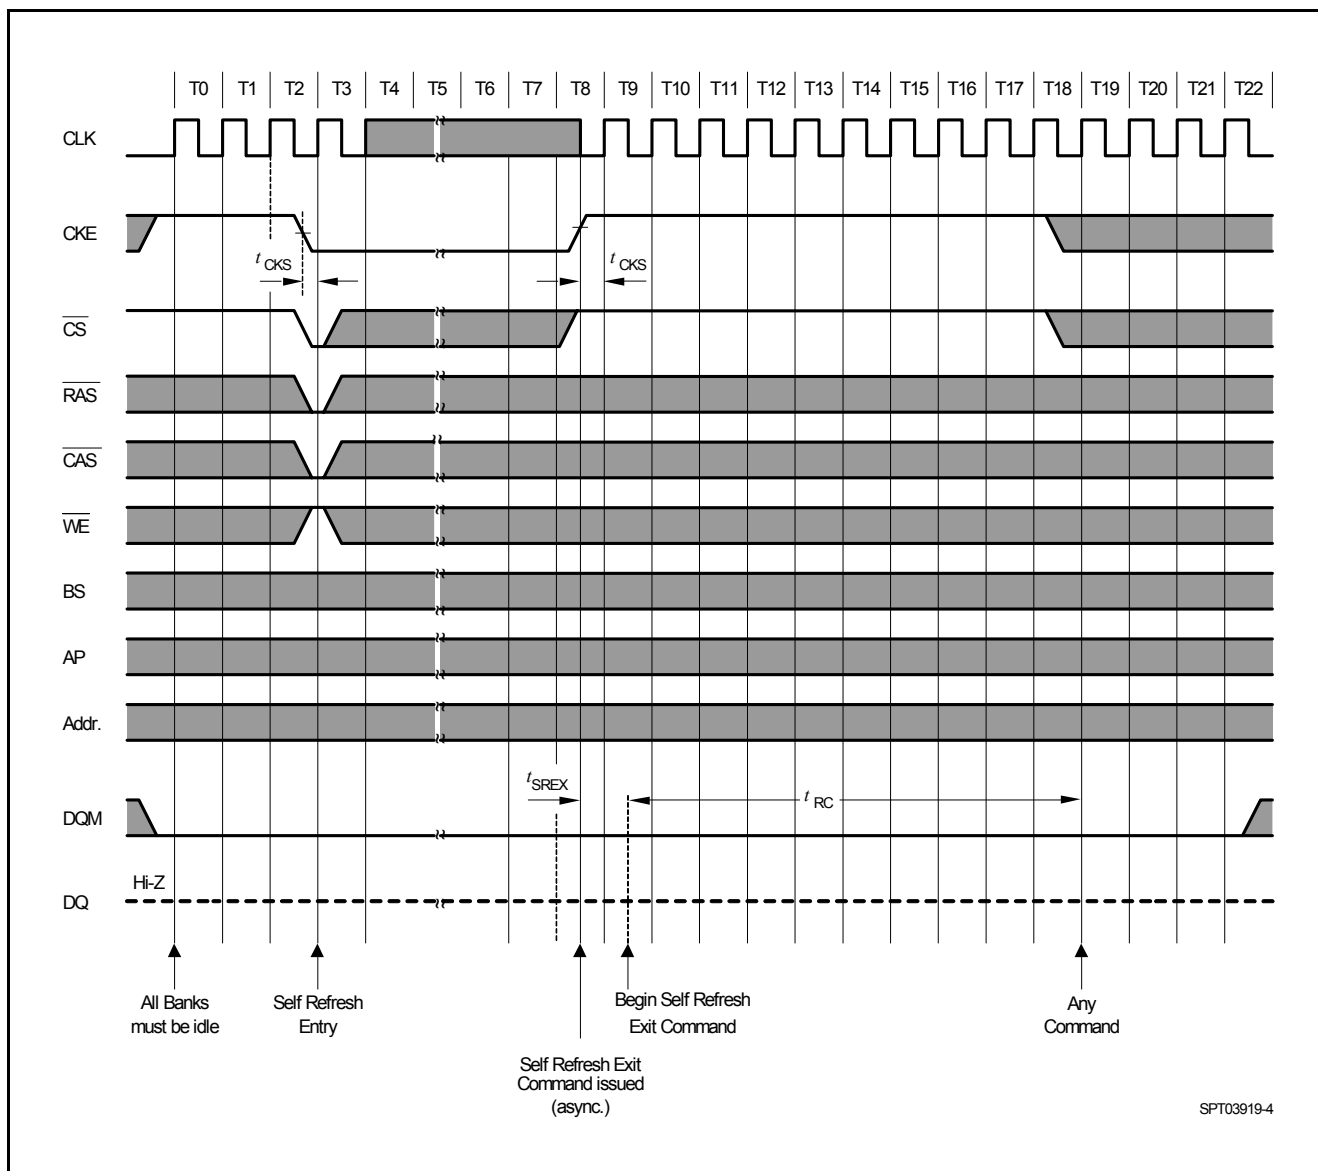 T0 T1 T2 T3 T4 T5 T6 T7 T8 T9 T10 T11 T12 T13 T14 T15 T16 T17 T18 T19 T20 T21 T22
CLK
CKE
t CKS t CKS
CS
RAS
CAS
WE
BS
AP
Addr.
t SREX t RC
DQM
Hi-Z
DQ
All Banks
must be idle
Self Refresh
Entry
Begin Self Refresh
Exit Command
Any
Command
Self Refresh Exit
Command issued
(async.)
SPT03919-4